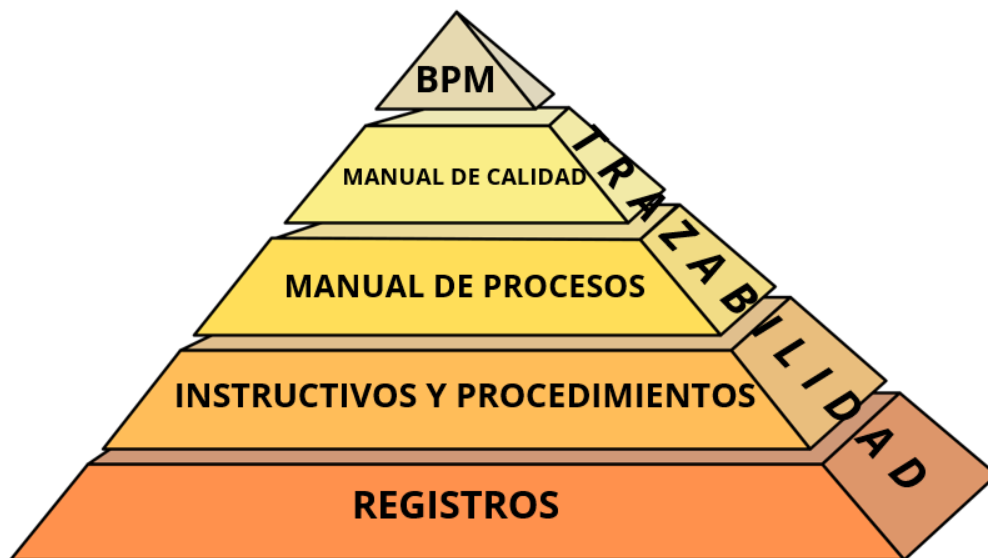 BPM
MANUAL DE CALIDAD
MANUAL DE PROCESOS
INSTRUCTIVOS Y PROCEDIMIENTOS
REGISTROS
TRAZABILIDAD